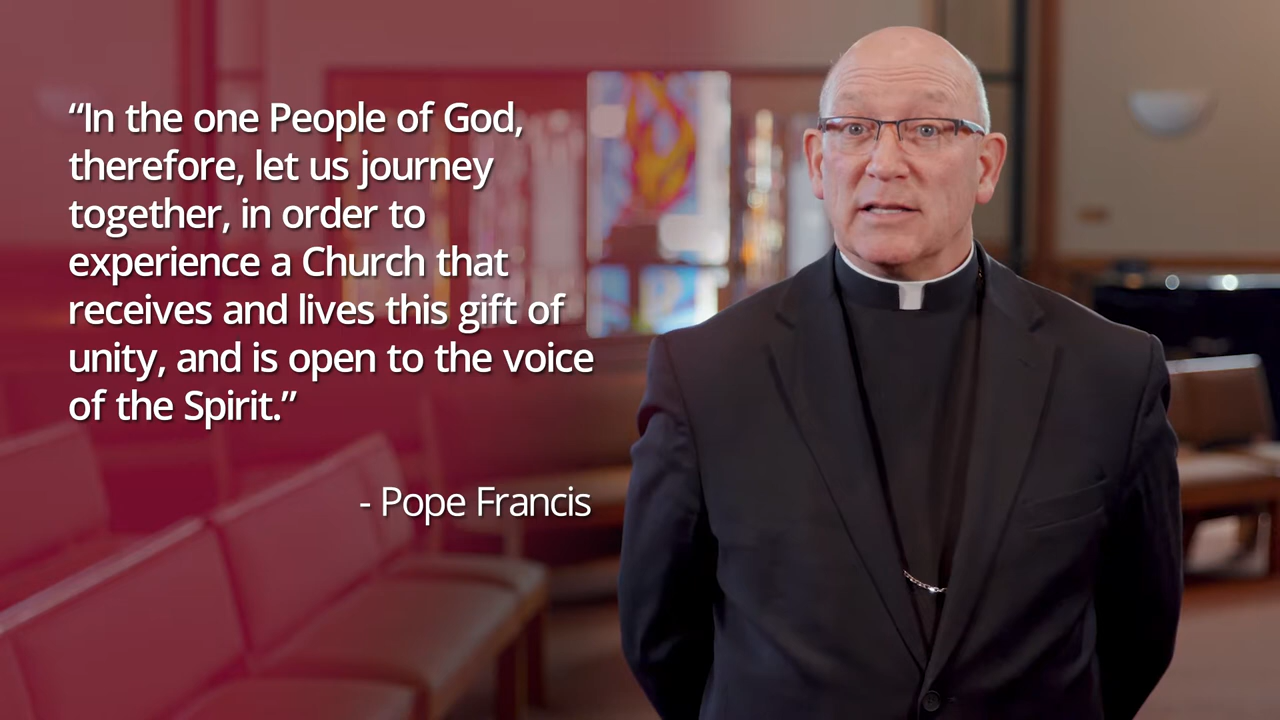 “In the one People of God,
therefore, let us journey
together, in order to
experience a Church that
receives and lives this gift of
unity, and is open to the voice
of the Spirit.”
- Pope Francis